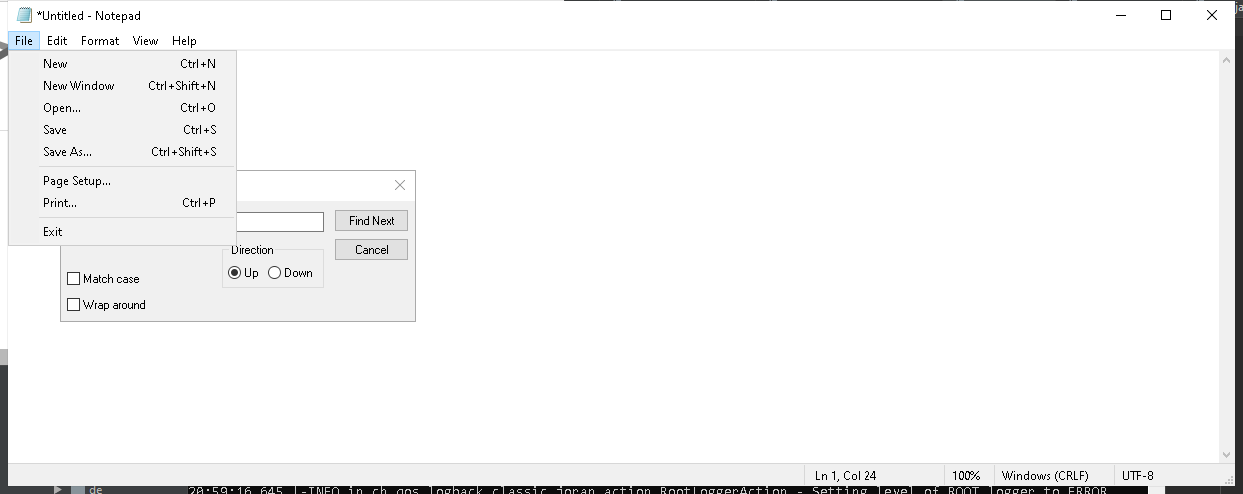 *Untitled - Notepad
File Edit Format View Help
New Ctrl+N
New Window Ctrl+Shift+N
Open... Ctrl+O
Save Ctrl+S
Save As... Ctrl+Shift+S
Page Setup...
Print... Ctrl+P
Exit
Find Next
Cancel
Direction
Up Down
Match case
Wrap around
Ln 1, Col 24 100% Windows (CRLF) UTF-8
de 20:59:16,645 |-INFO in ch.qos.logback.classic.joran.action.RootLoggerAction - Setting level of ROOT logger to ERROR